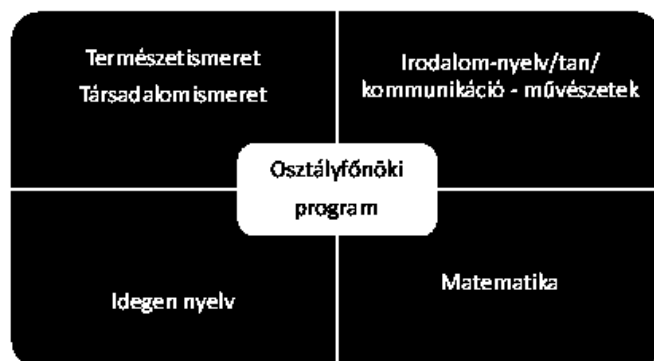 Természetismeret
Társadalomismeret
Irodalom-nyelv/tan/
kommunikáció - művészetek
Osztályfőnöki
program
Idegen nyelv
Matematika